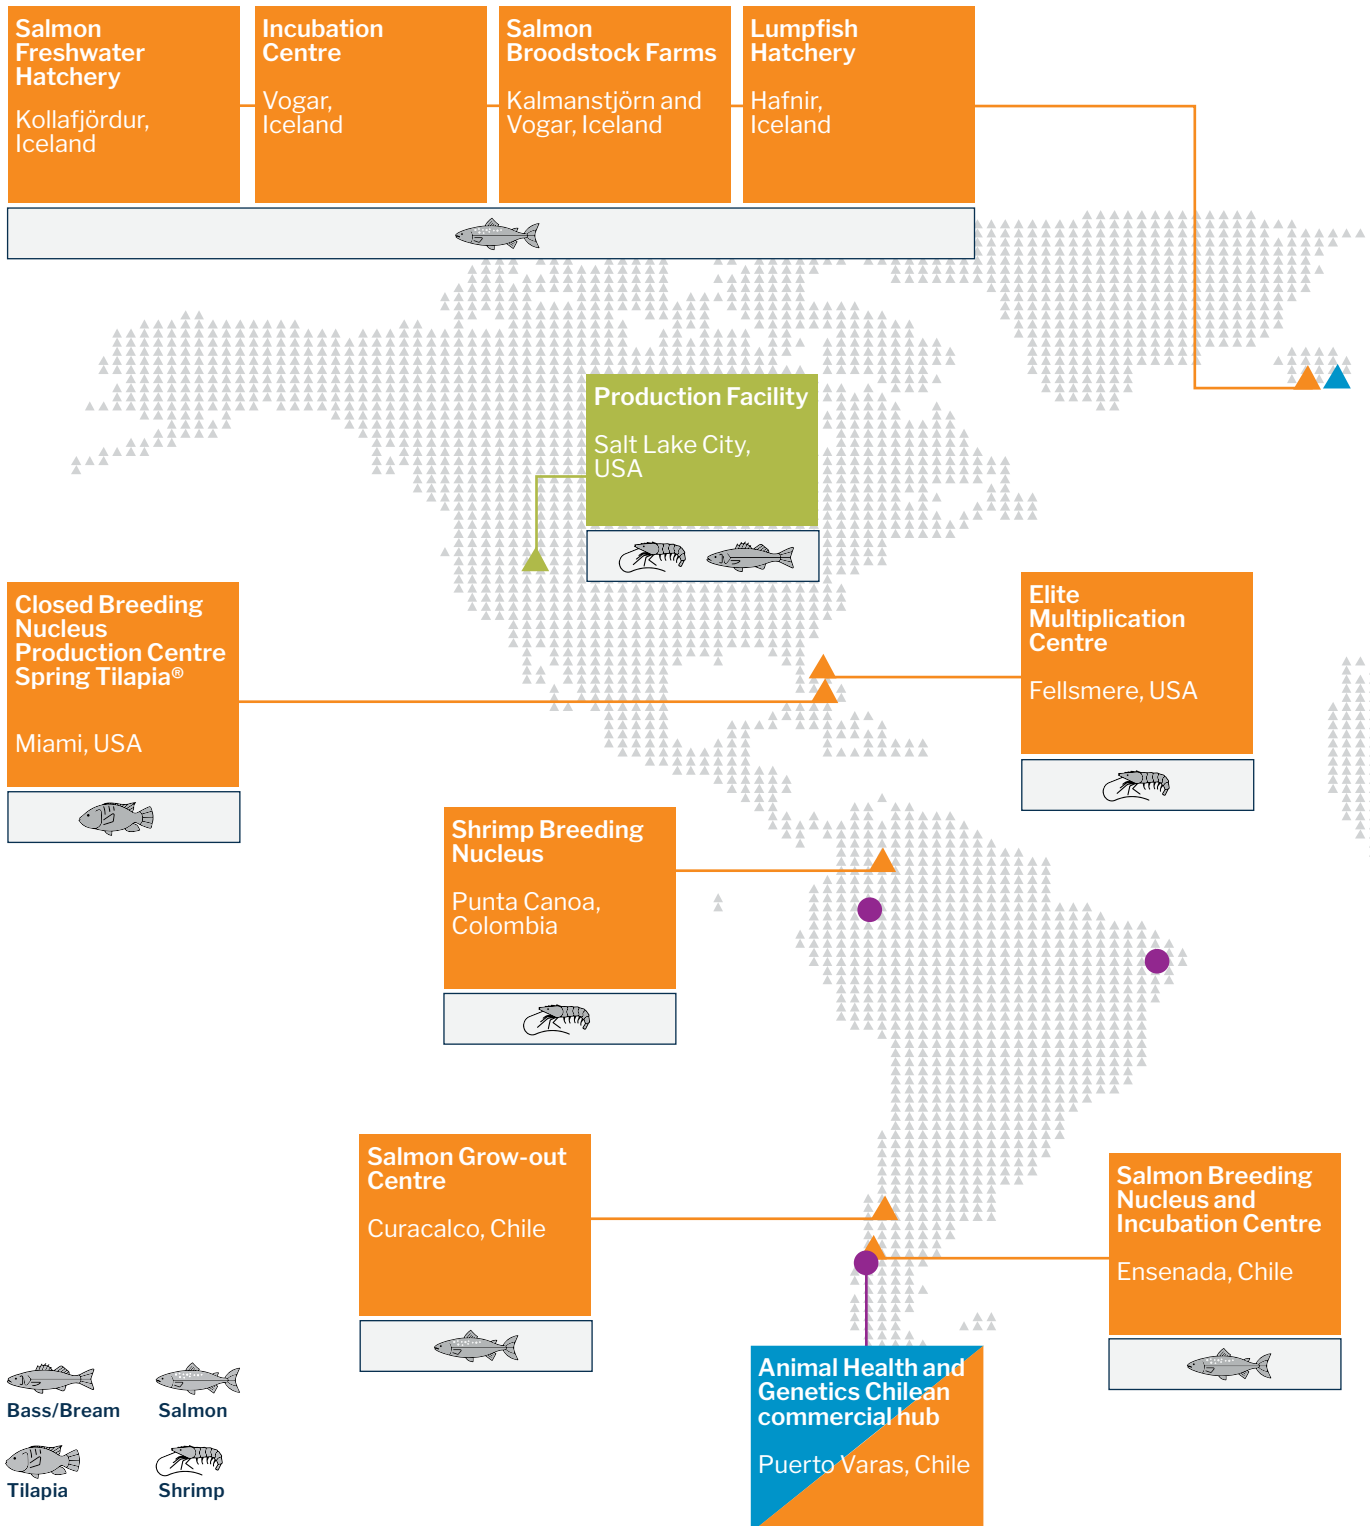 Salmon
Freshwater
Hatchery
Kollafjördur,
Iceland
Incubation
Centre
Vogar,
Iceland
Salmon
Broodstock Farms
Kalmanstjörn and
Vogar, Iceland
Lumpfish
Hatchery
Hafnir,
Iceland
Production Facility
Salt Lake City,
USA
Closed Breeding
Nucleus
Production Centre
Spring Tilapia®
Miami, USA
Elite
Multiplication
Centre
Fellsmere, USA
Shrimp Breeding
Nucleus
Punta Canoa,
Colombia
Salmon Grow-out
Centre
Curacalco, Chile
Salmon Breeding
Nucleus and
Incubation Centre
Ensenada, Chile
Animal Health and
Genetics Chilean
commercial hub
Puerto Varas, Chile
Bass/Bream
Salmon
Tilapia
Shrimp